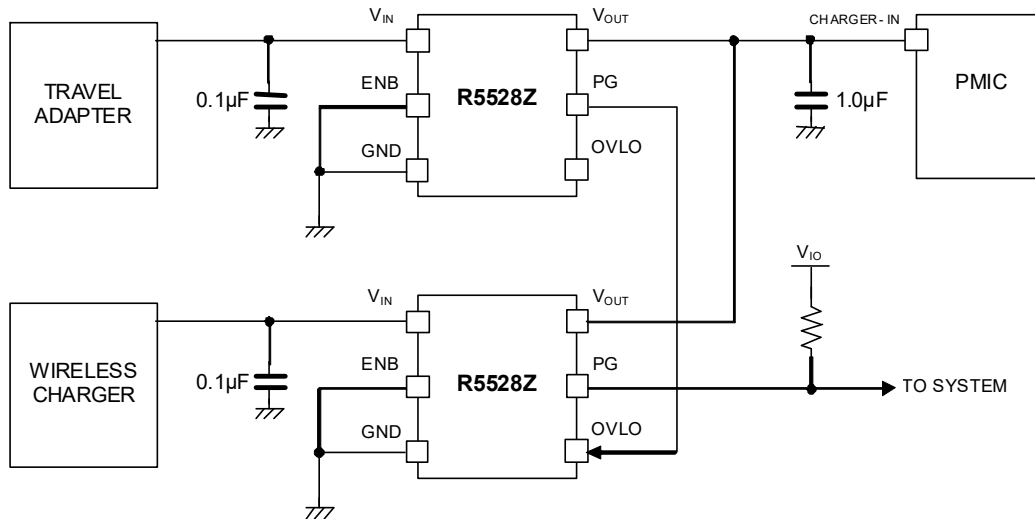 TRAVEL
ADAPTER
0.1µF
VIN
ENB
GND
R5528Z
VOUT
PG
OVLO
CHARGER-IN
1.0µF
PMIC
WIRELESS
CHARGER
0.1µF
VIN
ENB
GND
R5528Z
VOUT
PG
OVLO
VIO
TO SYSTEM